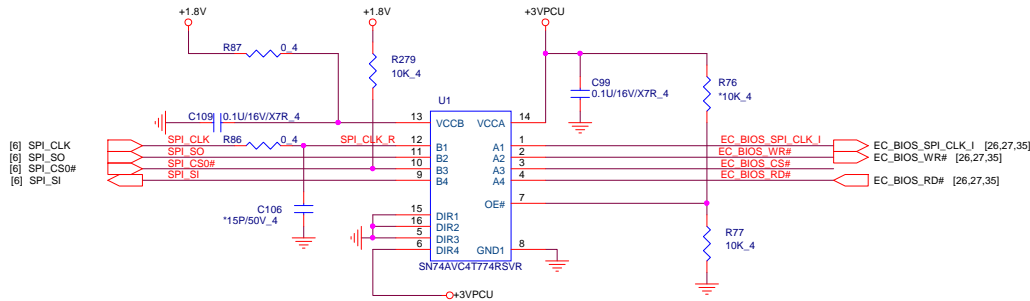 +1.8V
+1.8V
+3VPCU
R87
0_4
R279
10K_4
C99
0.1U/16V/X7R_4
R76
*10K_4
U1
C109
0.1U/16V/X7R_4
13
VCCB
VCCA
14
[6] SPI_CLK
SPI_CLK
R86
0_4
SPI_CLK_R
12
B1
A1
1
EC_BIOS_SPI_CLK_I
EC_BIOS_SPI_CLK_I [26,27,35]
[6] SPI_SO
SPI_SO
11
B2
A2
2
EC_BIOS_WR#
EC_BIOS_WR# [26,27,35]
[6] SPI_CS0#
SPI_CS0#
10
B3
A3
3
EC_BIOS_CS#
[6] SPI_SI
SPI_SI
9
B4
A4
4
EC_BIOS_RD#
EC_BIOS_RD# [26,27,35]
OE#
7
C106
*15P/50V_4
15
DIR1
16
DIR2
5
DIR3
6
DIR4
GND1
8
R77
10K_4
SN74AVC4T774RSVR
+3VPCU